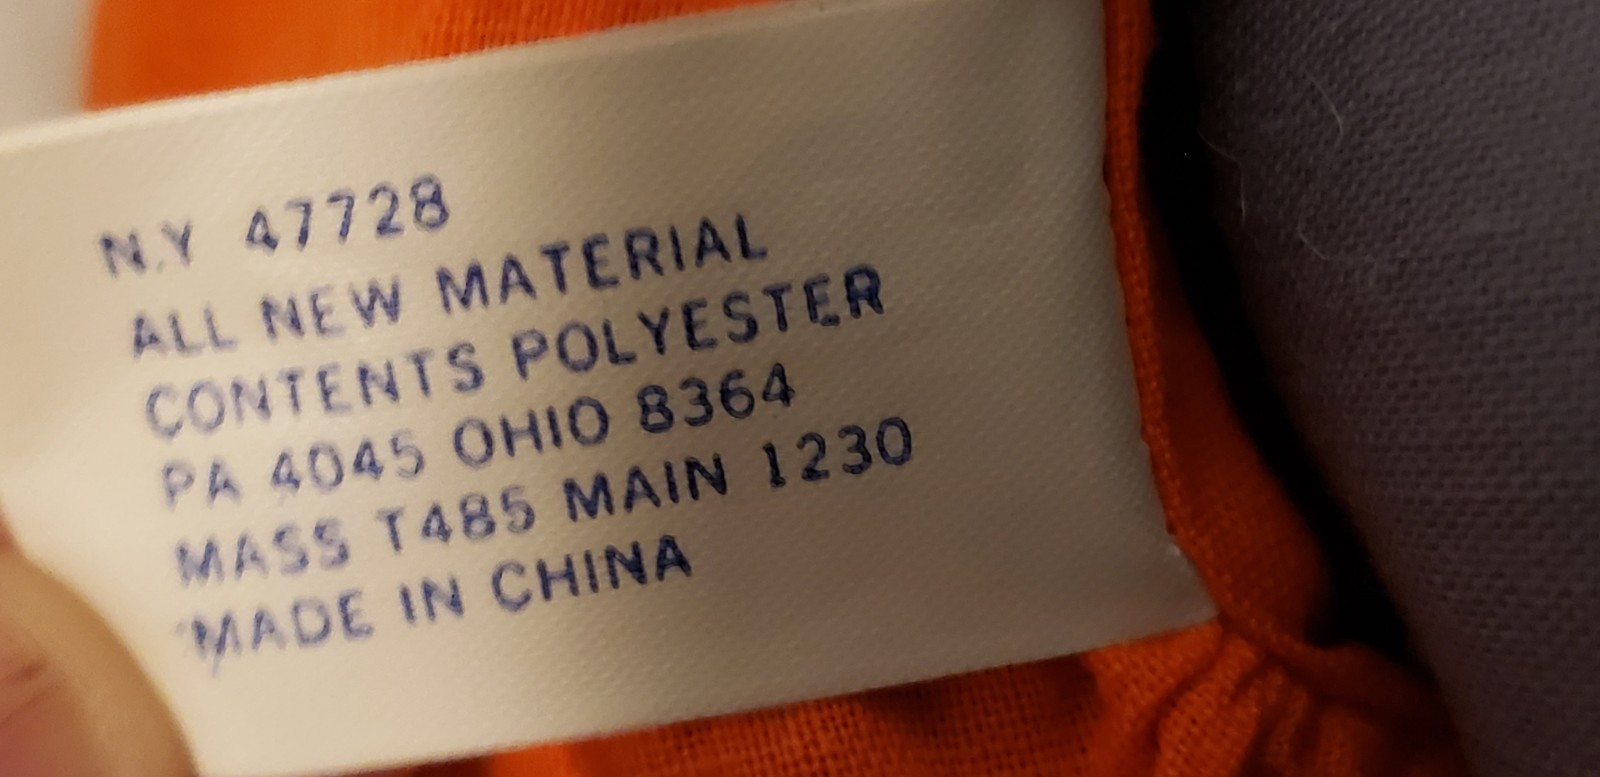 N.Y 47728
ALL NEW MATERIAL
CONTENTS POLYESTER
PA 4045 OHIO 8364
MASS T485 MAIN 1230
MADE IN CHINA